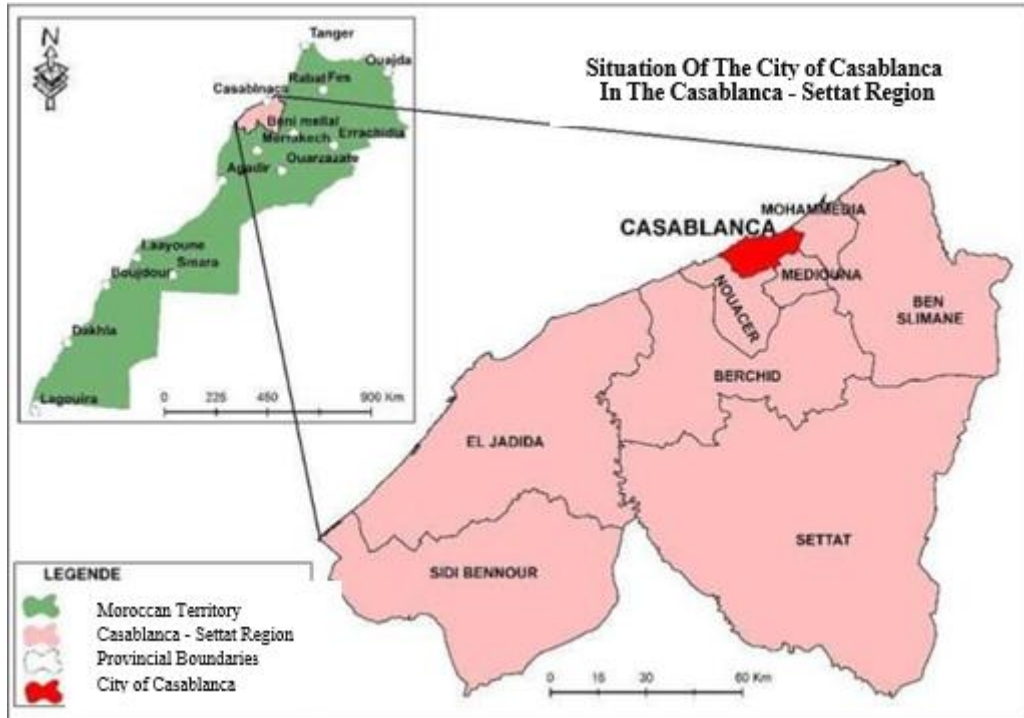 N
Tanger
Ouajda
Rabat Fes
Casablnaca
Beni mellal
Errachidia
Merrakech
Ouarzazate
Agadir
Laayoune
Smara
Boujdour
Dakhla
Lagouira
0 225 450 900 Km
Situation Of The City of Casablanca
In The Casablanca - Settat Region
MOHAMMEDIA
CASABLANCA
MEDIOUNA
NOUACER
BEN
SLIMANE
BERCHID
EL JADIDA
SETTAT
SIDI BENNOUR
LEGENDE
Moroccan Territory
Casablanca - Settat Region
Provincial Boundaries
City of Casablanca
0 15 30 60 Km